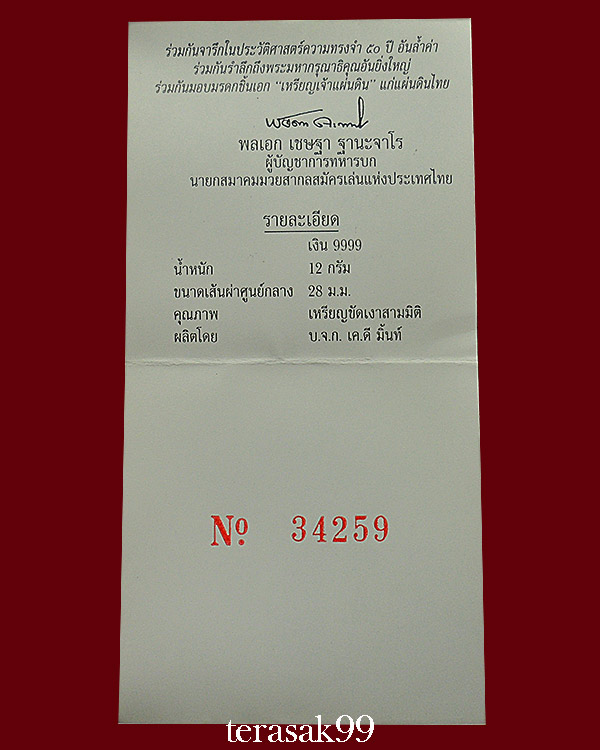 ร่วมกันจารึกในประวัติศาสตร์ความทรงจำ ๕๐ ปี อันล้ำค่า
ร่วมกันรำลึกถึงพระมหากรุณาธิคุณอันยิ่งใหญ่
ร่วมกันมอบมรดกชิ้นเอก “เหรียญเจ้าแผ่นดิน” แก่แผ่นดินไทย
พลเอก เชษฐา ฐานะจาโร
ผู้บัญชาการทหารบก
นายกสมาคมมวยสากลสมัครเล่นแห่งประเทศไทย
รายละเอียด
เงิน 9999
น้ำหนัก 12 กรัม
ขนาดเส้นผ่าศูนย์กลาง 28 ม.ม.
คุณภาพ เหรียญขัดเงาสามมิติ
ผลิตโดย บ.จ.ก. เค.ดี มิ้นท์
Nº 34259
terasak99